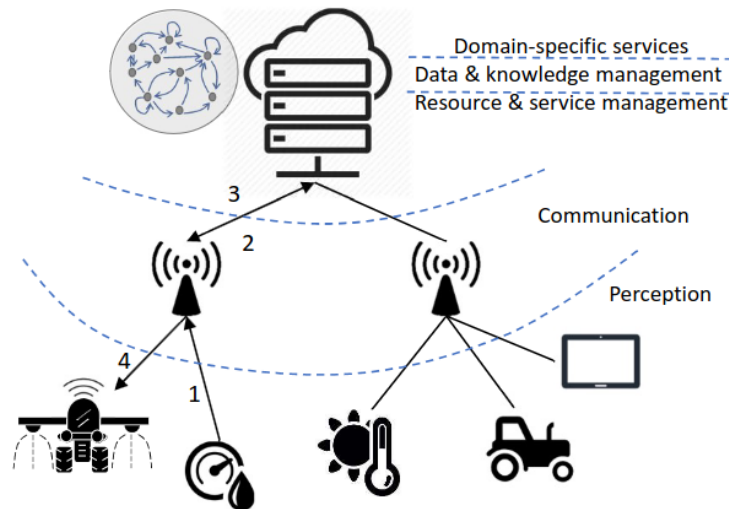 Domain-specific services
Data & knowledge management
Resource & service management
3
2
Communication
Perception
4
1